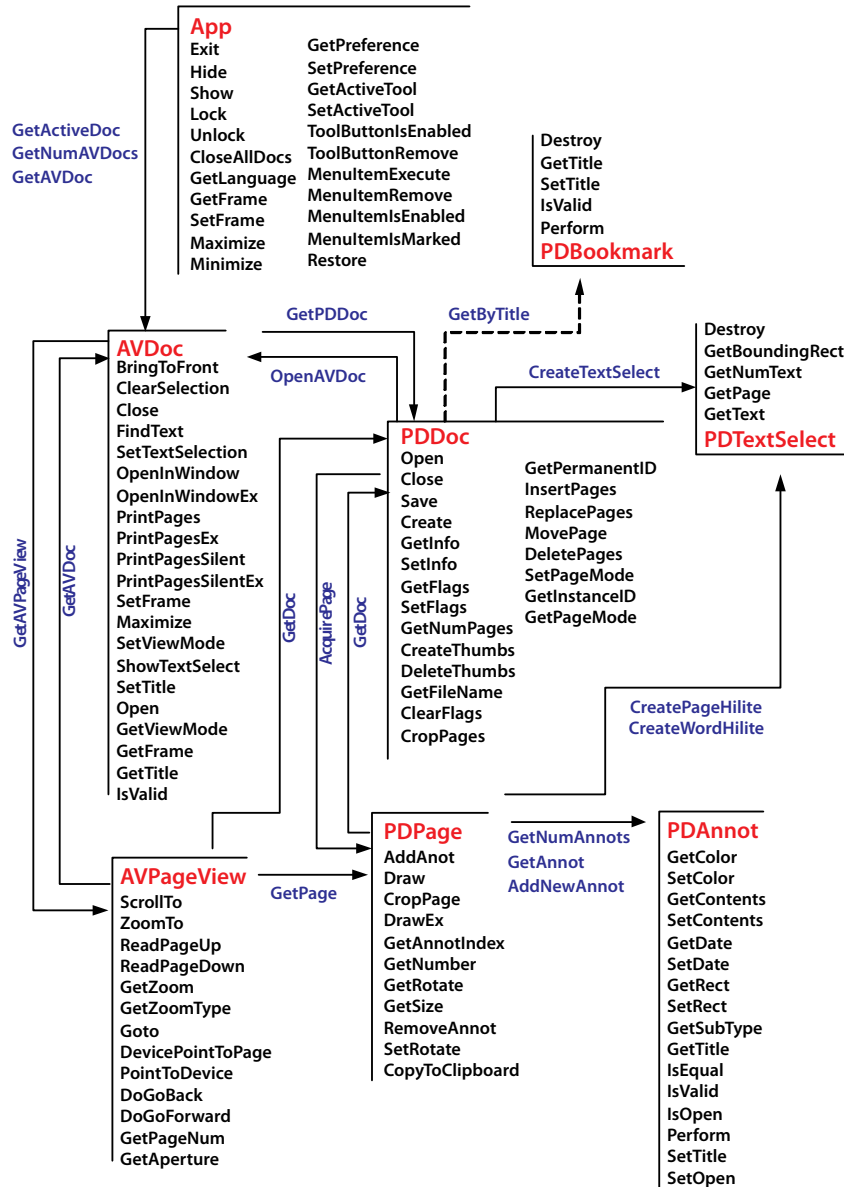 App
Exit
Hide
Show
Lock
Unlock
CloseAllDocs
GetLanguage
GetFrame
SetFrame
Maximize
Minimize
GetPreference
SetPreference
GetActiveTool
SetActiveTool
ToolButtonIsEnabled
ToolButtonRemove
MenuItemExecute
MenuItemRemove
MenuItemIsEnabled
MenuItemIsMarked
Restore
GetActiveDoc
GetNumAVDocs
GetAVDoc
Destroy
GetTitle
SetTitle
IsValid
Perform
PDBookmark
GetPDDoc
OpenAVDoc
GetByTitle
CreateTextSelect
Destroy
GetBoundingRect
GetNumText
GetPage
GetText
PDTextSelect
AVDoc
BringToFront
ClearSelection
Close
FindText
SetTextSelection
OpenInWindow
OpenInWindowEx
PrintPages
PrintPagesEx
PrintPagesSilent
PrintPagesSilentEx
SetFrame
Maximize
SetViewMode
ShowTextSelect
SetTitle
Open
GetViewMode
GetFrame
GetTitle
IsValid
GetAVPageView
GetAVDoc
GetDoc
AcquirePage
GetDoc
PDDoc
Open
Close
Save
Create
GetInfo
SetInfo
GetFlags
SetFlags
GetNumPages
CreateThumbs
DeleteThumbs
GetFileName
ClearFlags
CropPages
GetPermanentID
InsertPages
ReplacePages
MovePage
DeletePages
SetPageMode
GetInstanceID
GetPageMode
CreatePageHilite
CreateWordHilite
AVPageView
ScrollTo
ZoomTo
ReadPageUp
ReadPageDown
GetZoom
GetZoomType
Goto
DevicePointToPage
PointToDevice
DoGoBack
DoGoForward
GetPageNum
GetAperture
GetPage
PDPage
AddAnot
Draw
CropPage
DrawEx
GetAnnotIndex
GetNumber
GetRotate
GetSize
RemoveAnnot
SetRotate
CopyToClipboard
GetNumAnnots
GetAnnot
AddNewAnnot
PDAnnot
GetColor
SetColor
GetContents
SetContents
GetDate
SetDate
GetRect
SetRect
GetSubType
GetTitle
IsEqual
IsValid
IsOpen
Perform
SetTitle
SetOpen